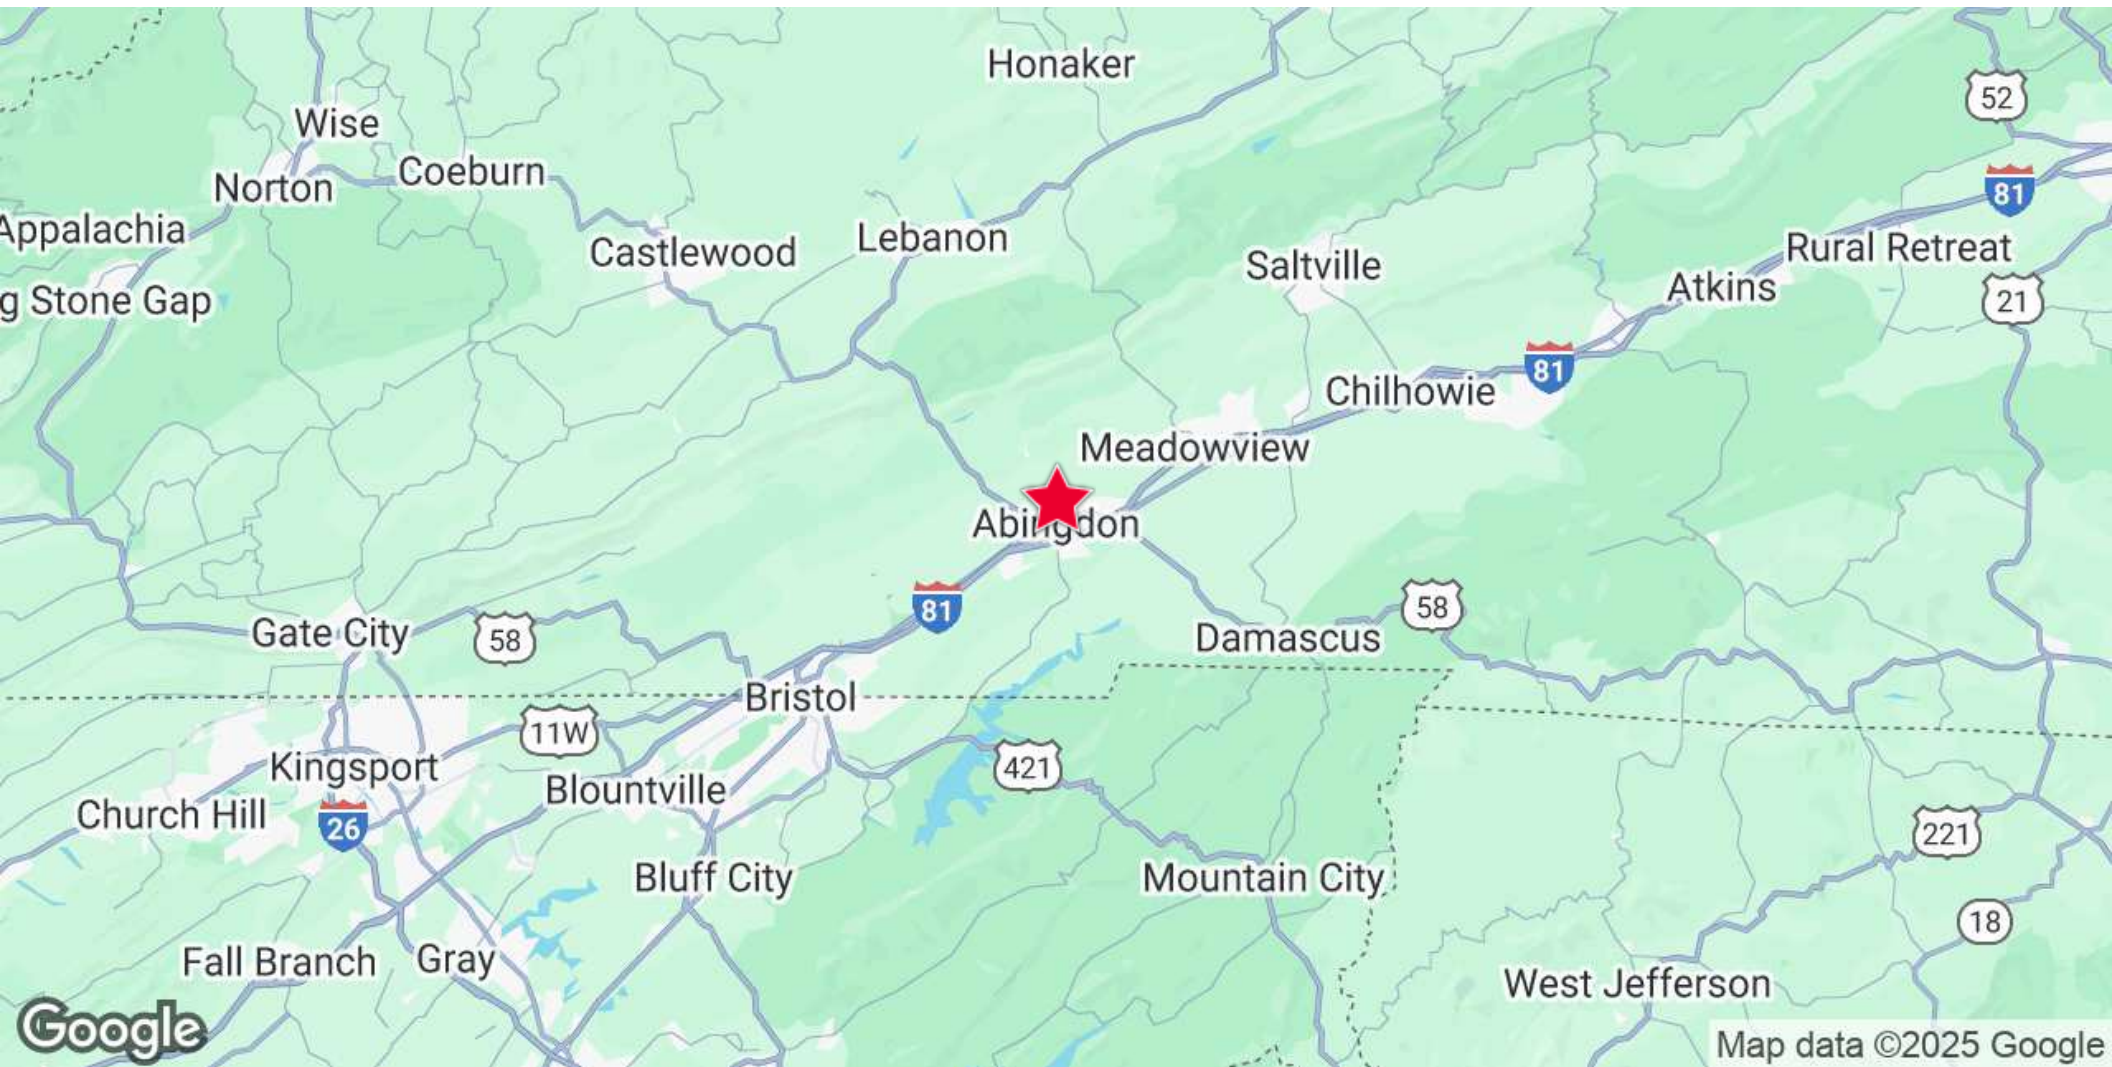 Honaker
52
Wise
Coeburn
Norton
81
Appalachia
Castlewood
Lebanon
Saltville
Rural Retreat
Atkins
g Stone Gap
21
81
Chilhowie
Meadowview
Abingdon
81
58
58
Gate City
Damascus
Bristol
11W
421
Kingsport
Blountville
Church Hill
26
221
Bluff City
Mountain City
18
Fall Branch
Gray
West Jefferson
Google
Map data ©2025 Google